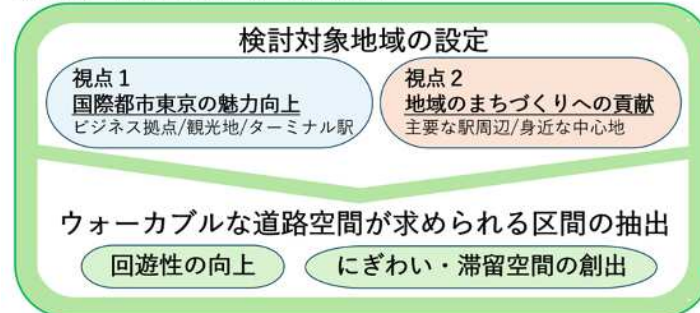 検討対象地域の設定
視点1
国際都市東京の魅力向上
ビジネス拠点/観光地/ターミナル駅
視点2
地域のまちづくりへの貢献
主要な駅周辺/身近な中心地
ウォーカブルな道路空間が求められる区間の抽出
回遊性の向上
にぎわい・滞留空間の創出